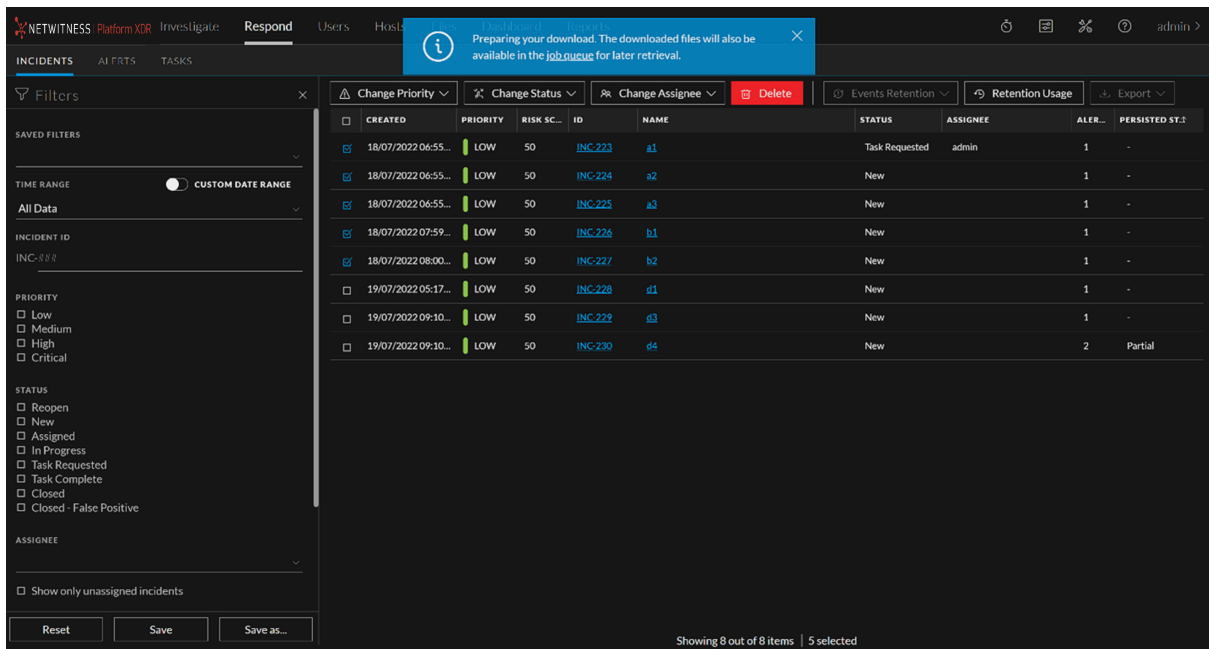 NETWITNESS Platform XDR Investigate Respond Users Hosts Files Dashboard Reports admin
Preparing your download. The downloaded files will also be
available in the job queue for later retrieval.
INCIDENTS ALERTS TASKS
Filters
SAVED FILTERS
TIME RANGE CUSTOM DATE RANGE
All Data
INCIDENT ID
INC-###
PRIORITY
Low
Medium
High
Critical
STATUS
Reopen
New
Assigned
In Progress
Task Requested
Task Complete
Closed
Closed - False Positive
ASSIGNEE
Show only unassigned incidents
Reset Save Save as...
Change Priority Change Status Change Assignee Delete Events Retention Retention Usage Export
CREATED PRIORITY RISK SC... ID NAME STATUS ASSIGNEE ALER... PERSISTED ST...
18/07/2022 06:55... LOW 50 INC-223 a1 Task Requested admin 1 -
18/07/2022 06:55... LOW 50 INC-224 a2 New 1 -
18/07/2022 06:55... LOW 50 INC-225 a3 New 1 -
18/07/2022 07:59... LOW 50 INC-226 b1 New 1 -
18/07/2022 08:00... LOW 50 INC-227 b2 New 1 -
19/07/2022 05:17... LOW 50 INC-228 d1 New 1 -
19/07/2022 09:10... LOW 50 INC-229 d3 New 1 -
19/07/2022 09:10... LOW 50 INC-230 d4 New 2 Partial
Showing 8 out of 8 items | 5 selected